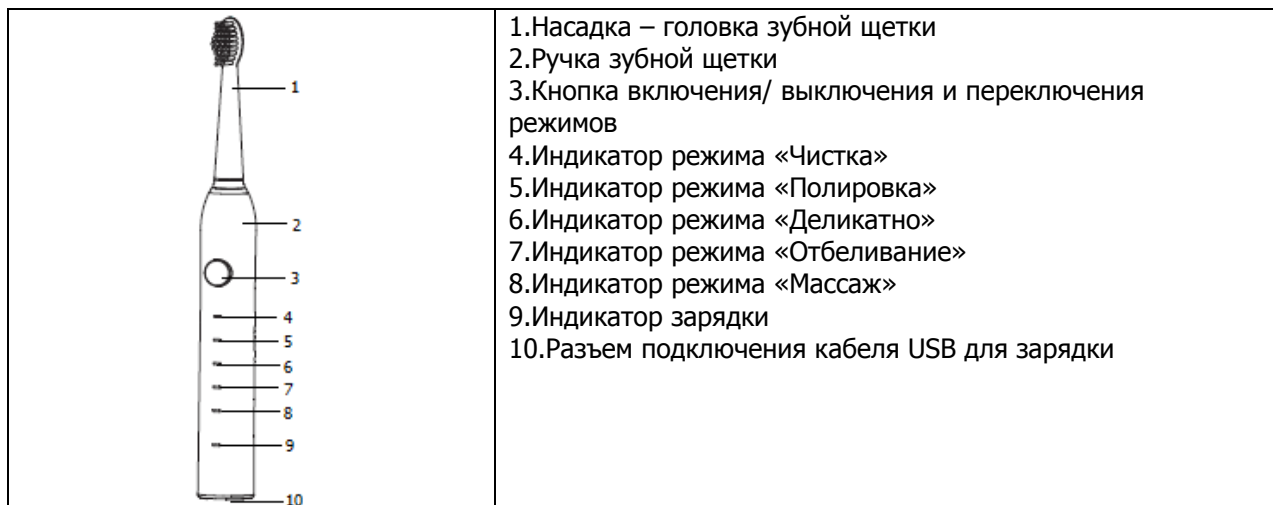 1.Насадка – головка зубной щетки
2.Ручка зубной щетки
3.Кнопка включения/ выключения и переключения
режимов
4.Индикатор режима «Чистка»
5.Индикатор режима «Полировка»
6.Индикатор режима «Деликатно»
7.Индикатор режима «Отбеливание»
8.Индикатор режима «Массаж»
9.Индикатор зарядки
10.Разъем подключения кабеля USB для зарядки
1
2
3
4
5
6
7
8
9
10